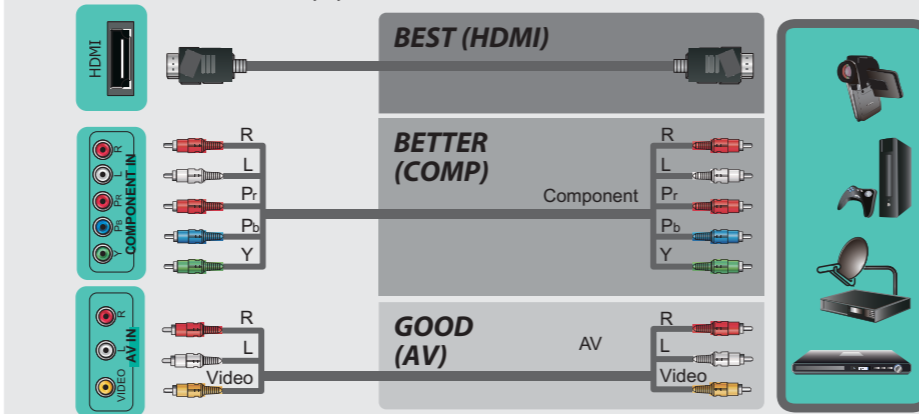 HDMI
BEST (HDMI)
COMPONENT IN
R
L
PR
PB
Y
R
L
Pr
Pb
Y
BETTER
(COMP)
Component
R
L
Pr
Pb
Y
AV IN
R
L
VIDEO
R
L
Video
GOOD
(AV)
AV
R
L
Video